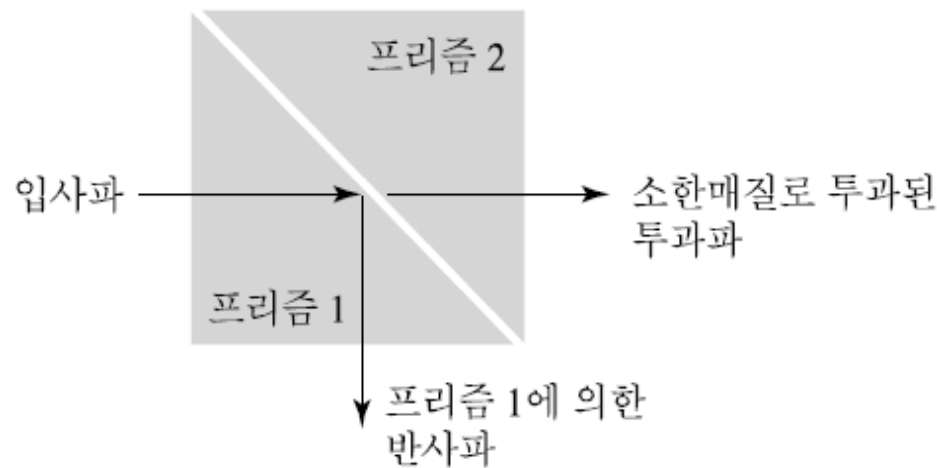 프리즘 2
입사파
소한매질로 투과된
투과파
프리즘 1
프리즘 1에 의한
반사파